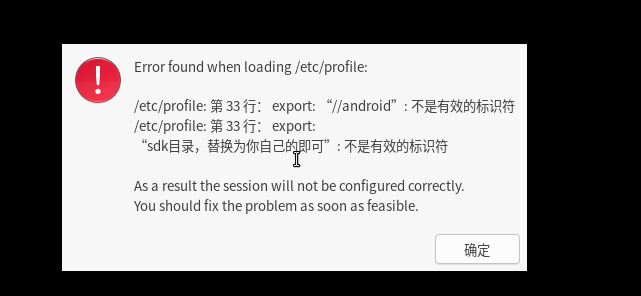 Error found when loading /etc/profile:
/etc/profile: 第 33 行： export: “//android”: 不是有效的标识符
/etc/profile: 第 33 行： export:
“sdk目录，替换为你自己的即可”: 不是有效的标识符
As a result the session will not be configured correctly.
You should fix the problem as soon as feasible.
确定